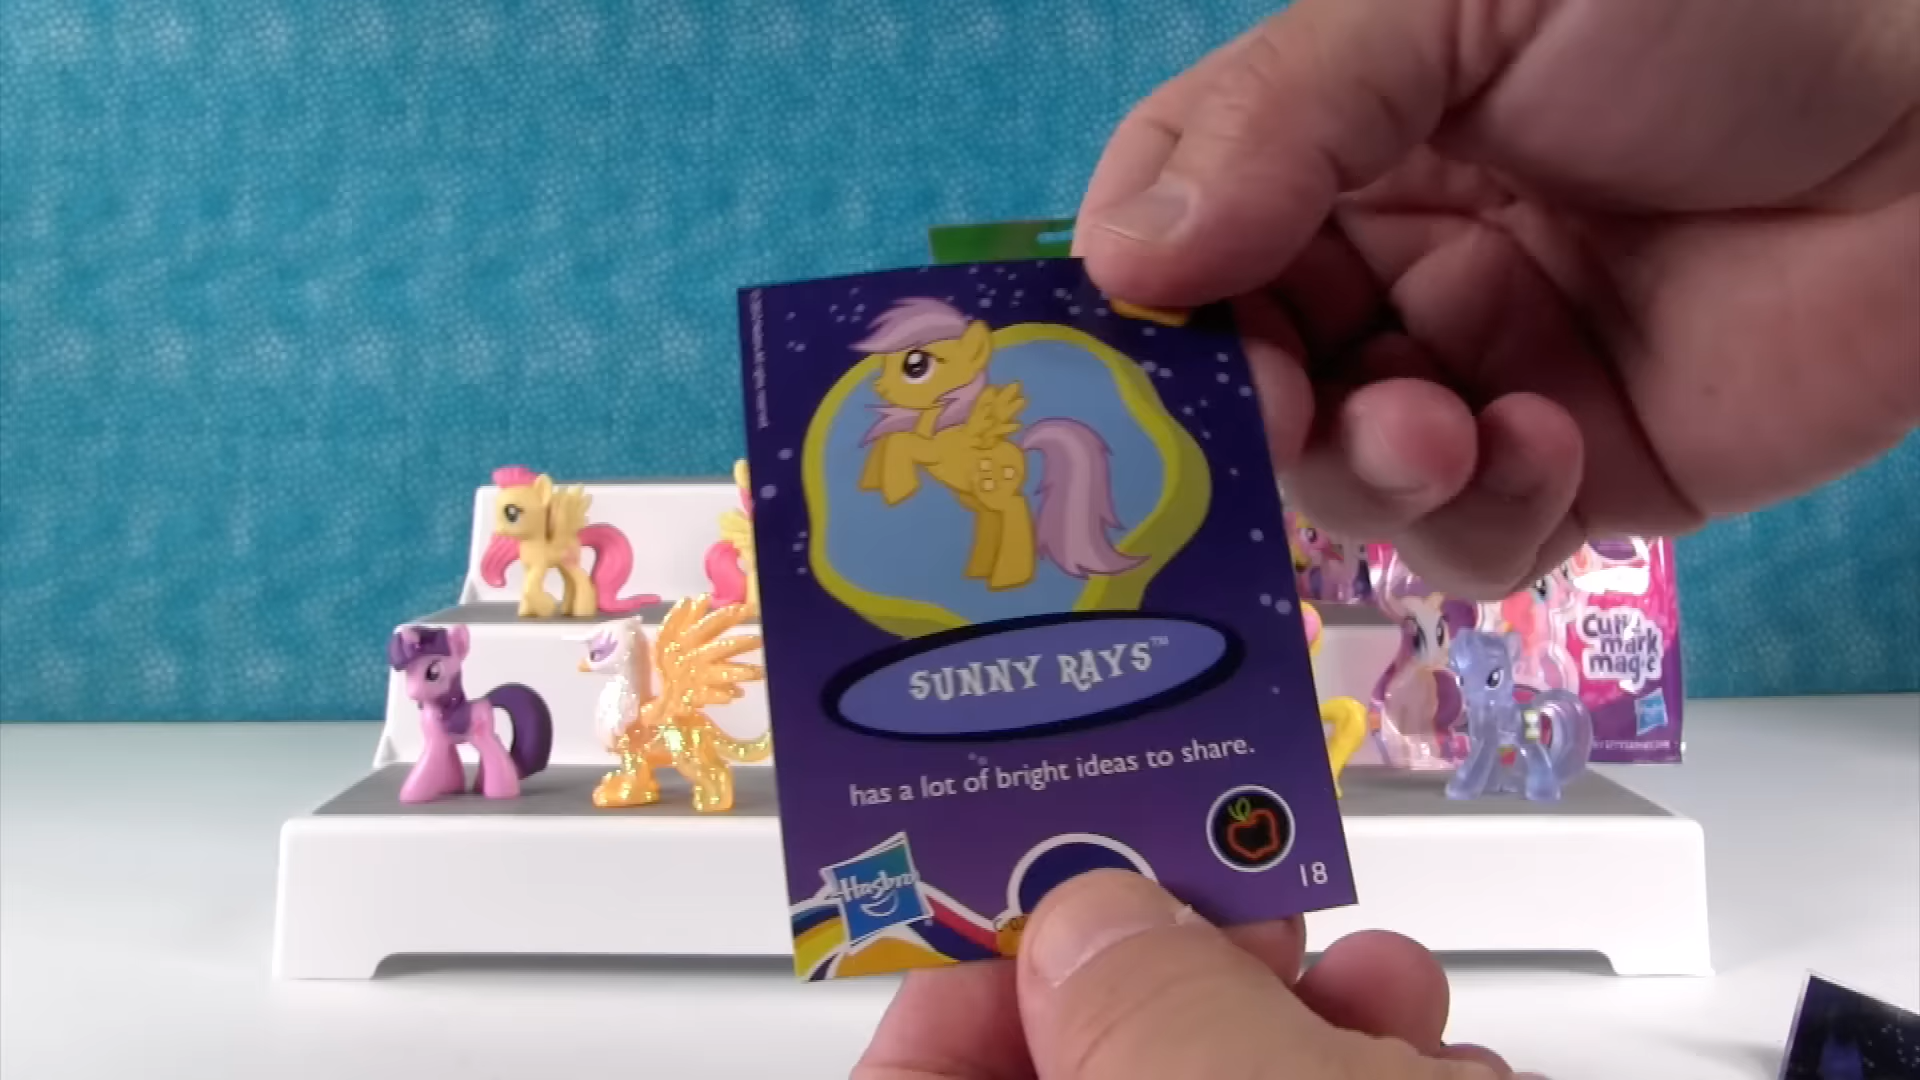 SUNNY RAYS™
has a lot of bright ideas to share.
Hasbro
18
cutie
mark
magic
Hasbro